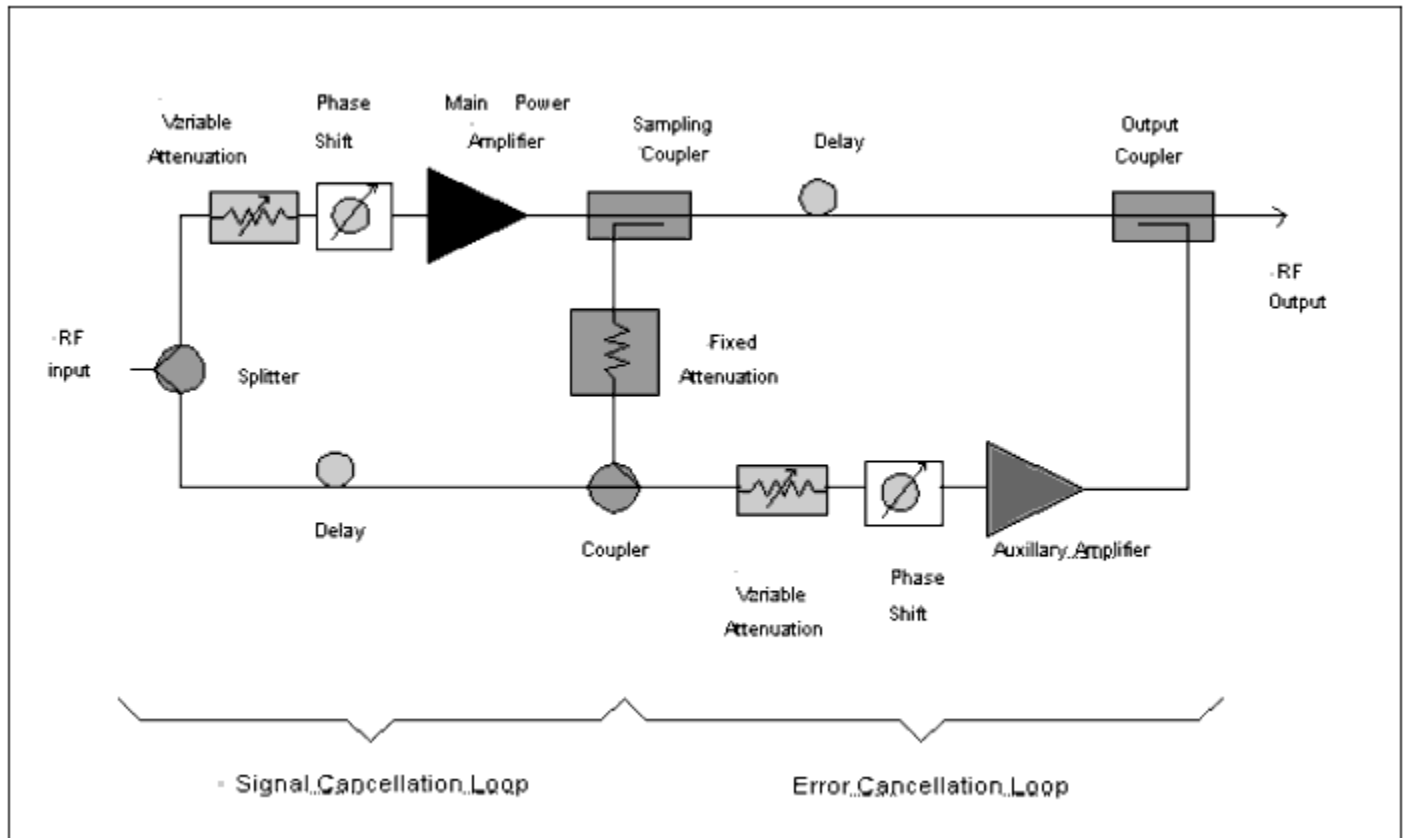 Variable
Attenuation
Phase
Shift
Main Power
Amplifier
Sampling
Coupler
Delay
Output
Coupler
RF
input
Splitter
Fixed
Attenuation
RF
Output
Delay
Coupler
Variable
Attenuation
Phase
Shift
Auxillary Amplifier
Signal Cancellation Loop
Error Cancellation Loop